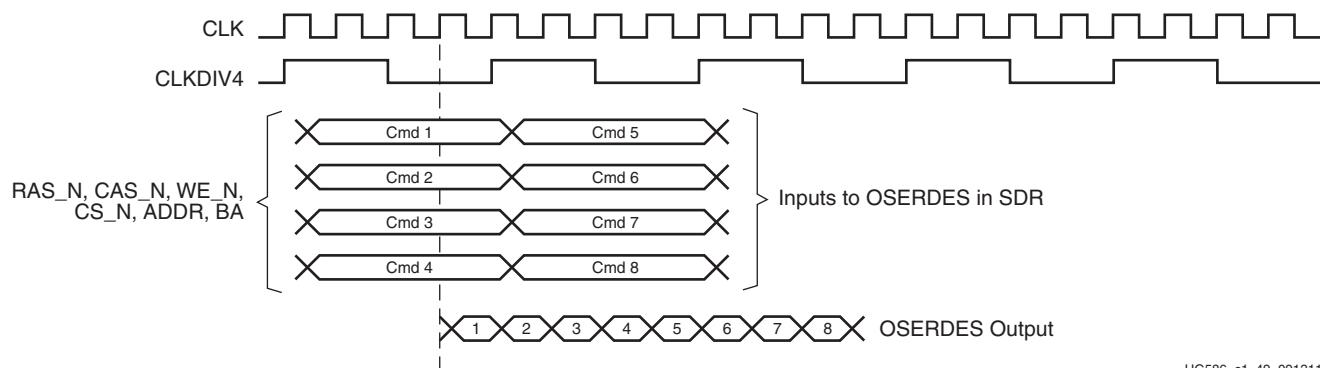 CLK
CLKDIV4
Cmd 1 Cmd 5
Cmd 2 Cmd 6
RAS_N, CAS_N, WE_N,
CS_N, ADDR, BA
Inputs to OSERDES in SDR
Cmd 3 Cmd 7
Cmd 4 Cmd 8
1 2 3 4 5 6 7 8 OSERDES Output